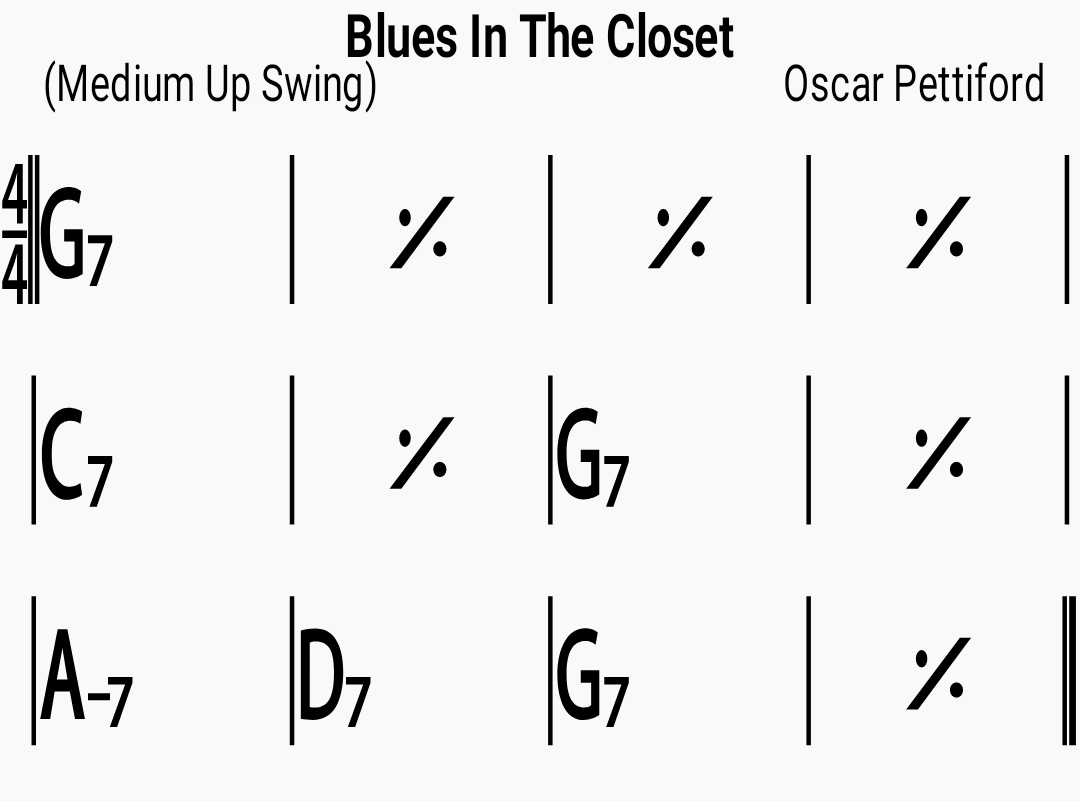 Blues In The Closet
(Medium Up Swing) Oscar Pettiford
4/4 G7 | 𝄎 | 𝄎 | 𝄎 |
| C7 | 𝄎 | G7 | 𝄎 |
| A–7 | D7 | G7 | 𝄎 |